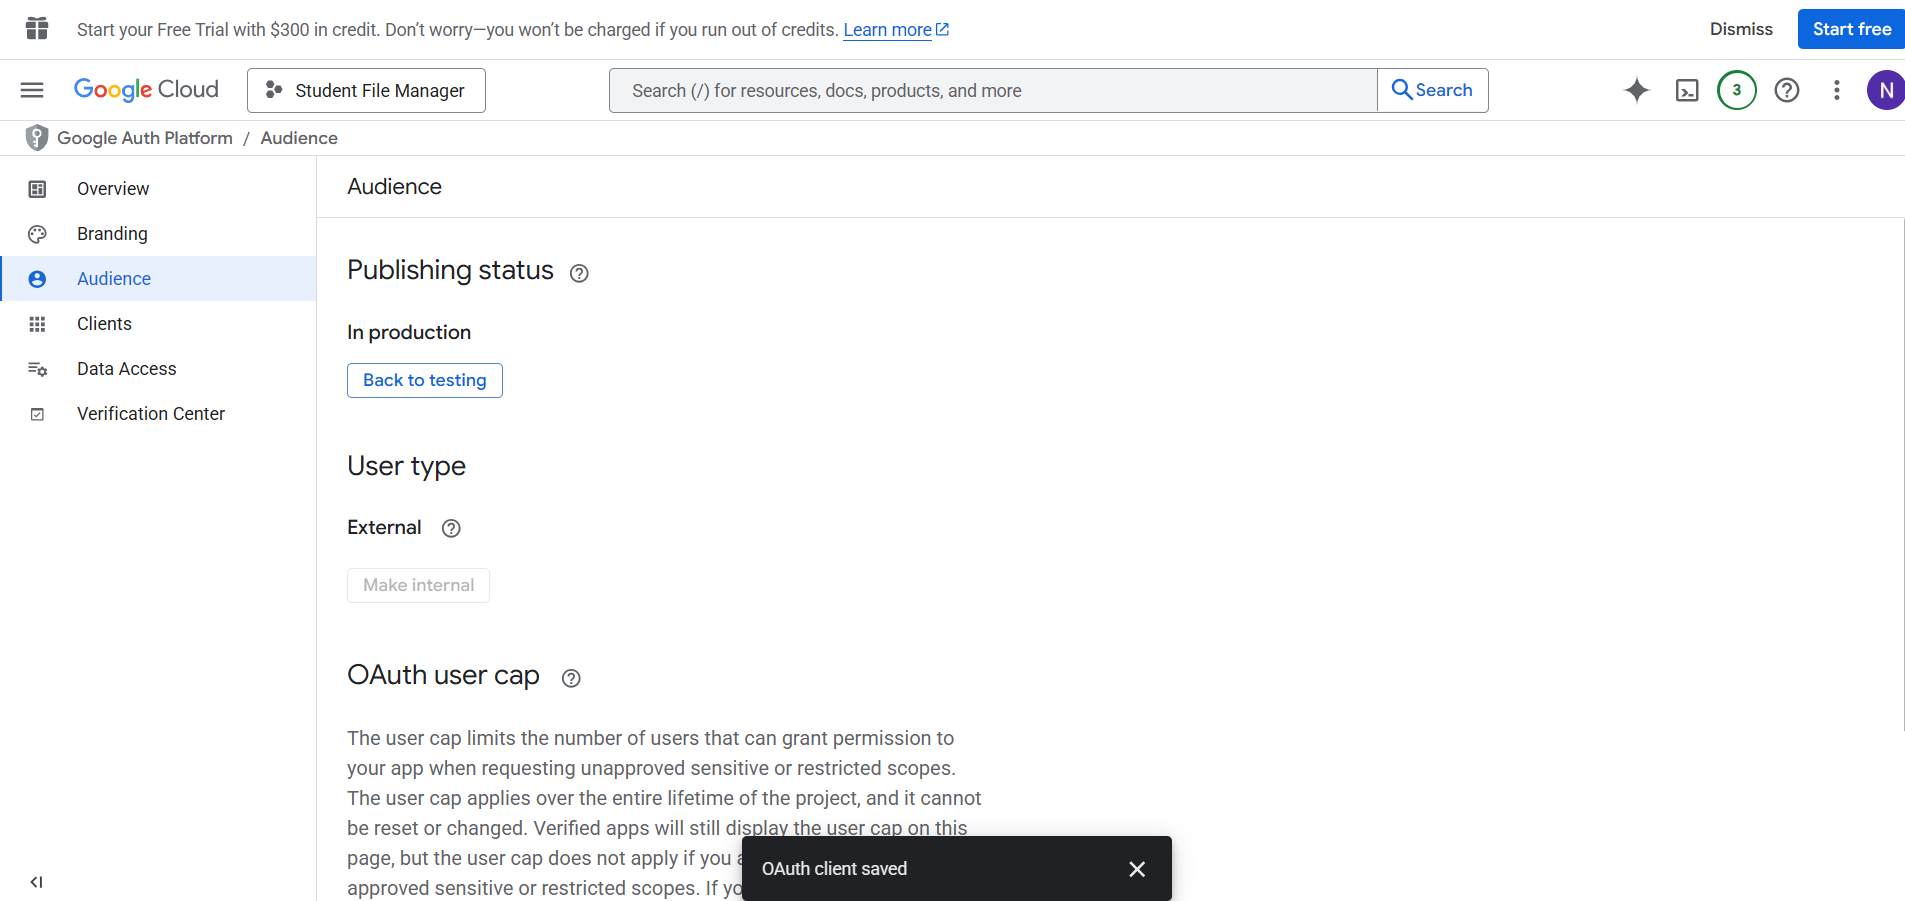 Start your Free Trial with $300 in credit. Don’t worry—you won’t be charged if you run out of credits. Learn more
Dismiss
Start free
Google Cloud
Student File Manager
Search (/) for resources, docs, products, and more
Search
3
N
Google Auth Platform / Audience
Overview
Branding
Audience
Clients
Data Access
Verification Center
Audience
Publishing status
In production
Back to testing
User type
External
Make internal
OAuth user cap
The user cap limits the number of users that can grant permission to
your app when requesting unapproved sensitive or restricted scopes.
The user cap applies over the entire lifetime of the project, and it cannot
be reset or changed. Verified apps will still display the user cap on this
page, but the user cap does not apply if you
approved sensitive or restricted scopes. If
OAuth client saved